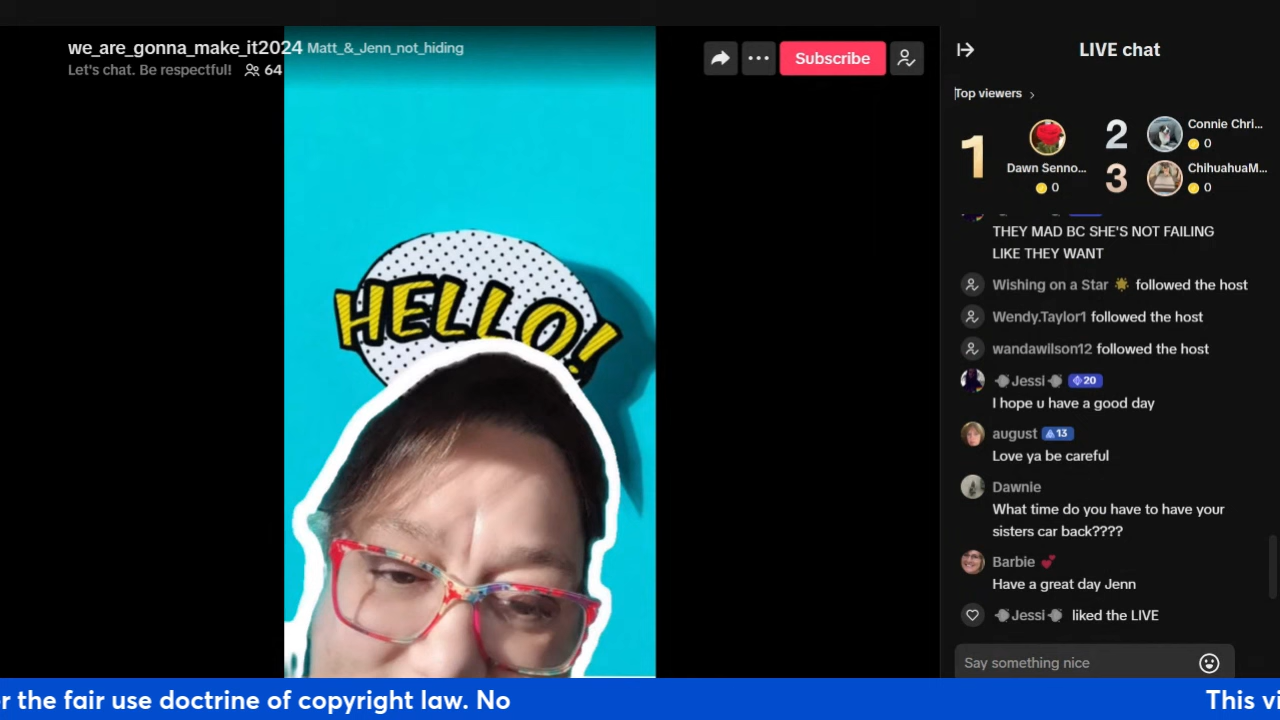 we_are_gonna_make_it2024 Matt_&_Jenn_not_hiding
Let's chat. Be respectful! 64
Subscribe
HELLO!
LIVE chat
Top viewers
1
Dawn Senno...
0
2
Connie Chri...
0
3
ChihuahuaM...
0
THEY MAD BC SHE'S NOT FAILING
LIKE THEY WANT
Wishing on a Star followed the host
Wendy.Taylor1 followed the host
wandawilson12 followed the host
Jessi 20
I hope u have a good day
august 13
Love ya be careful
Dawnie
What time do you have to have your
sisters car back????
Barbie
Have a great day Jenn
Jessi liked the LIVE
Say something nice
r the fair use doctrine of copyright law. No
This vi